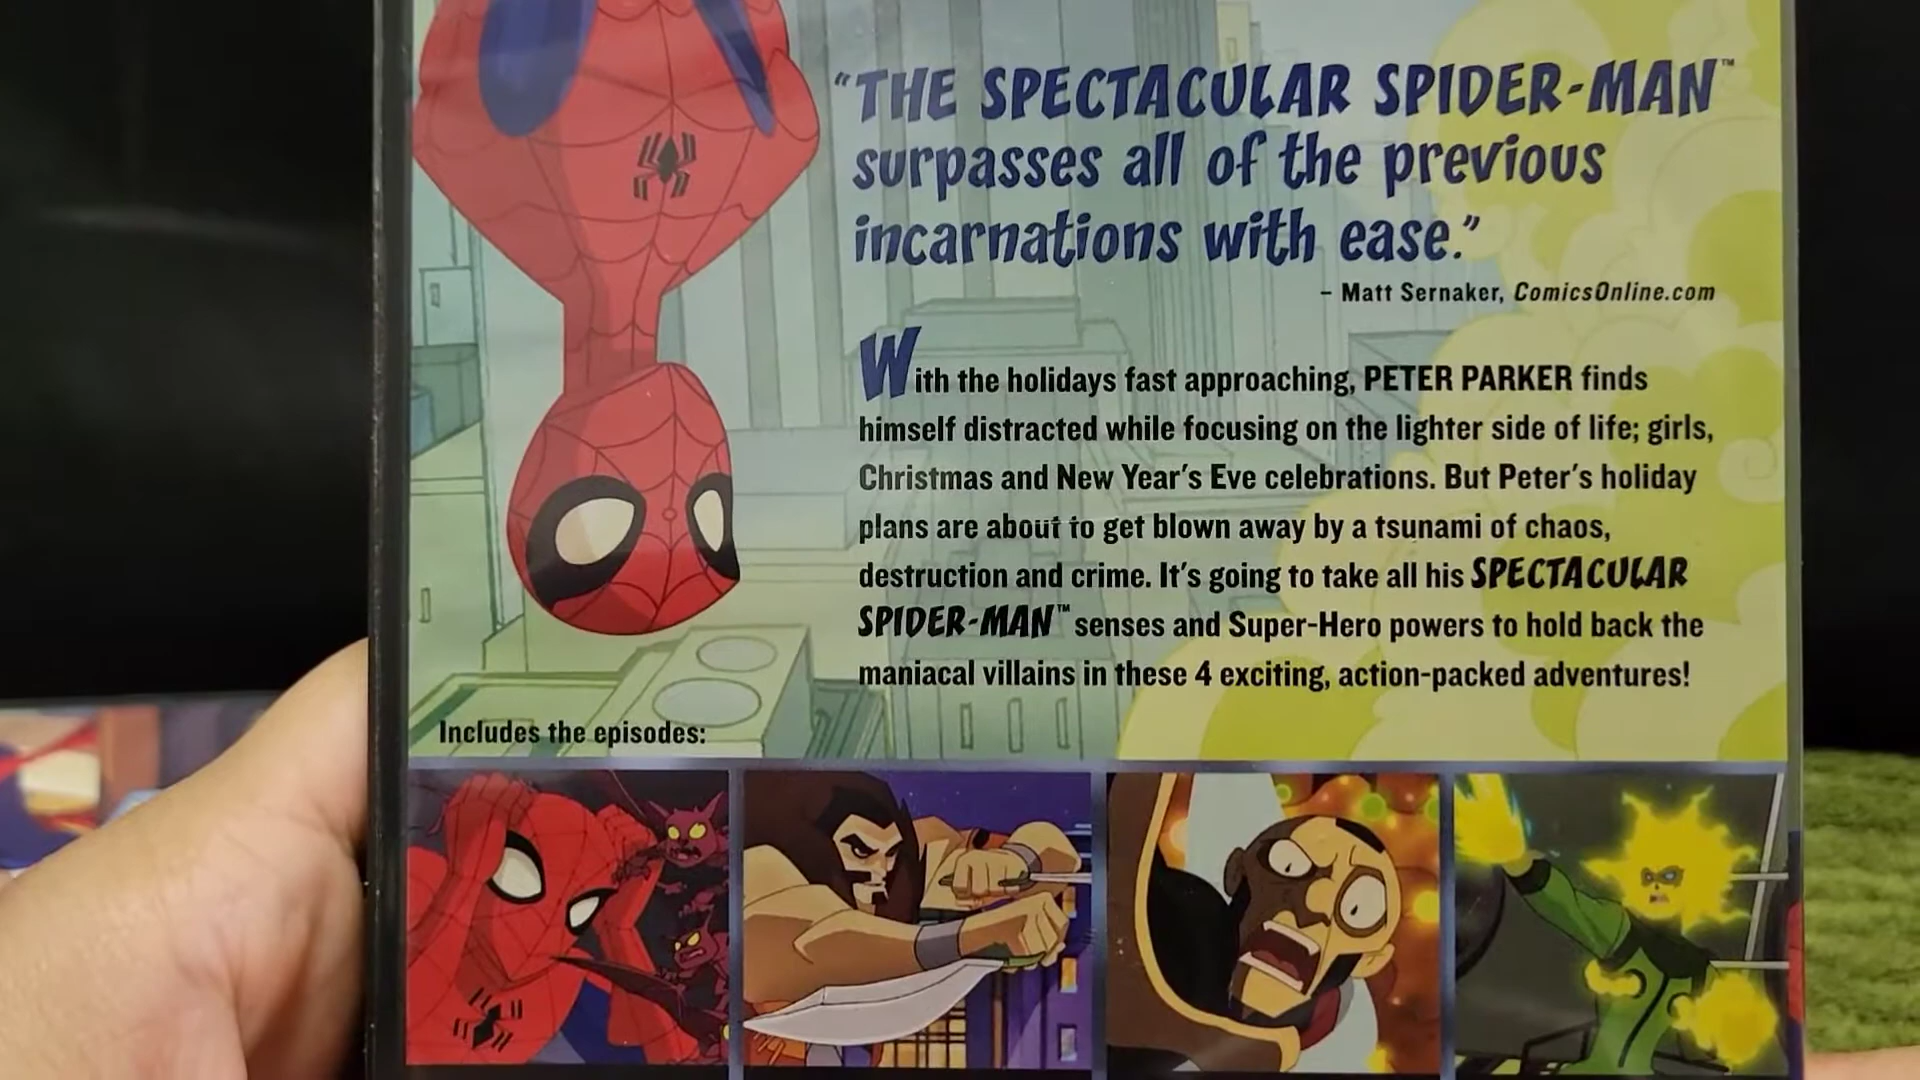 “THE SPECTACULAR SPIDER-MAN™
surpasses all of the previous
incarnations with ease.”
– Matt Sernaker, ComicsOnline.com
With the holidays fast approaching, PETER PARKER finds
himself distracted while focusing on the lighter side of life; girls,
Christmas and New Year’s Eve celebrations. But Peter’s holiday
plans are about to get blown away by a tsunami of chaos,
destruction and crime. It’s going to take all his SPECTACULAR
SPIDER-MAN™ senses and Super-Hero powers to hold back the
maniacal villains in these 4 exciting, action-packed adventures!
Includes the episodes: